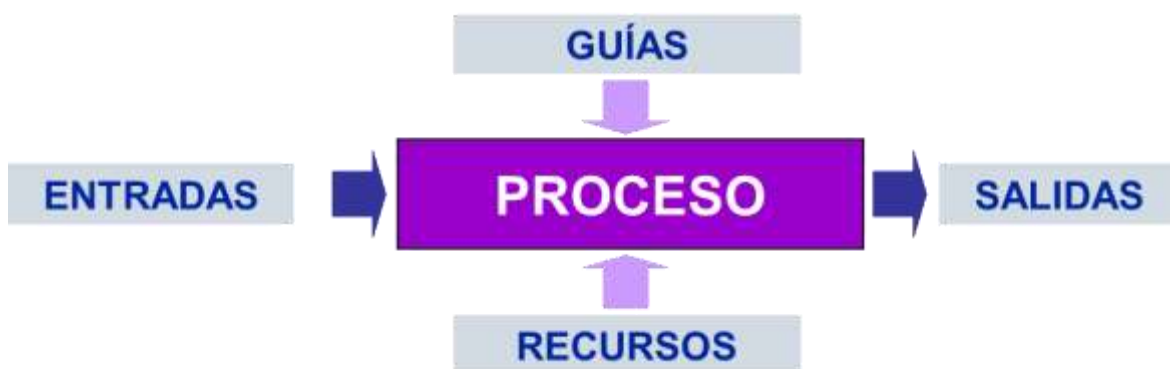 GUÍAS
ENTRADAS
PROCESO
SALIDAS
RECURSOS